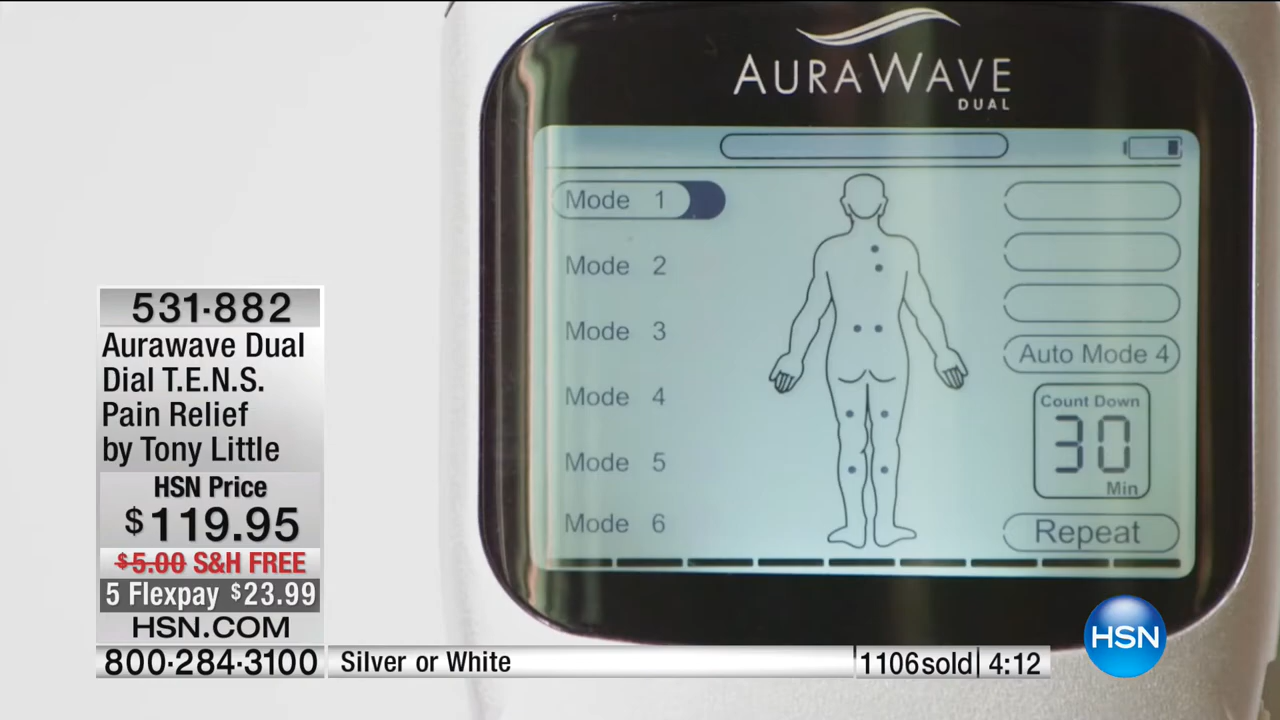 AURAWAVE
DUAL
Mode 1
Mode 2
Mode 3
Mode 4
Mode 5
Mode 6
Auto Mode 4
Count Down
30
Min
Repeat
531-882
Aurawave Dual
Dial T.E.N.S.
Pain Relief
by Tony Little
HSN Price
$119.95
$5.00 S&H FREE
5 Flexpay $23.99
HSN.COM
800·284·3100
Silver or White
1106sold
4:12
HSN